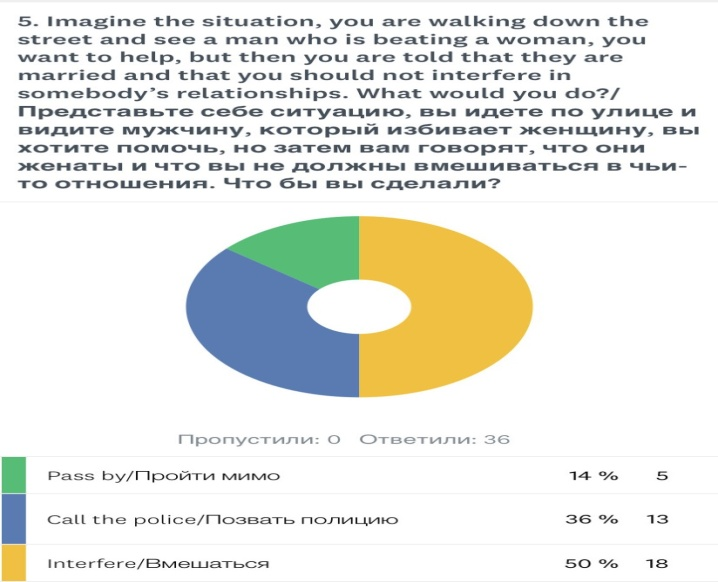 5. Imagine the situation, you are walking down the
street and see a man who is beating a woman, you
want to help, but then you are told that they are
married and that you should not interfere in
somebody’s relationships. What would you do?/
Представьте себе ситуацию, вы идете по улице и
видите мужчину, который избивает женщину, вы
хотите помочь, но затем вам говорят, что они
женаты и что вы не должны вмешиваться в чьи-
то отношения. Что бы вы сделали?
Пропустили: 0 Ответили: 36
Pass by/Пройти мимо 14 % 5
Call the police/Позвать полицию 36 % 13
Interfere/Вмешаться 50 % 18